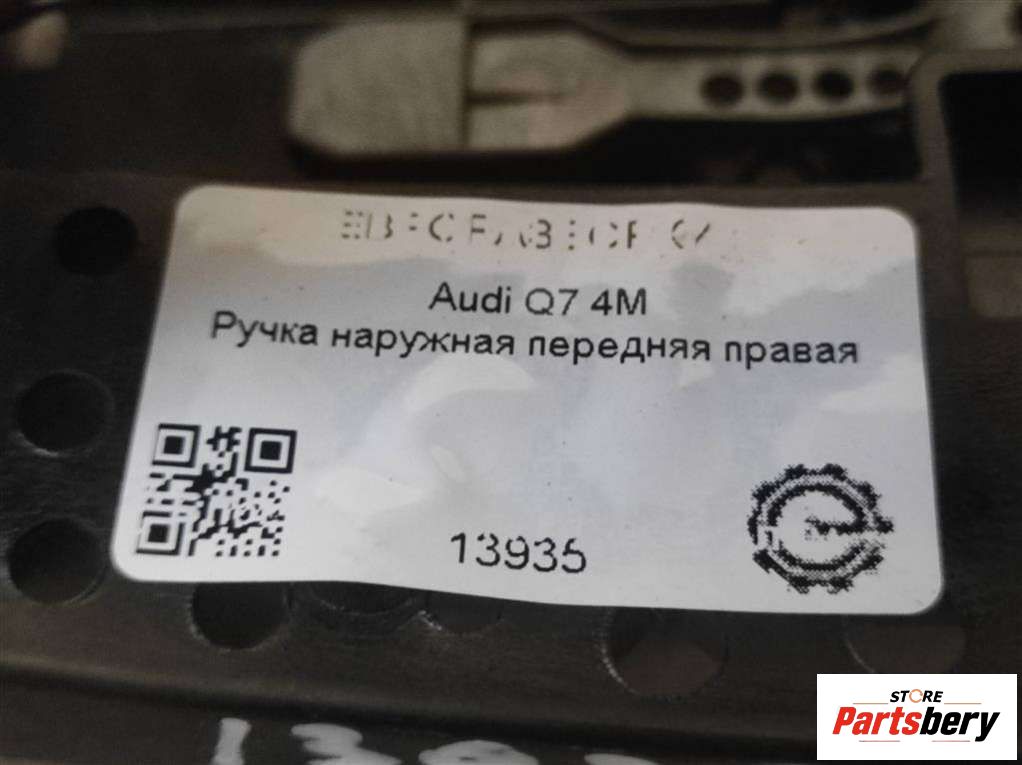 Audi Q7 4M
Ручка наружная передняя правая
13935
STORE
Partsbery